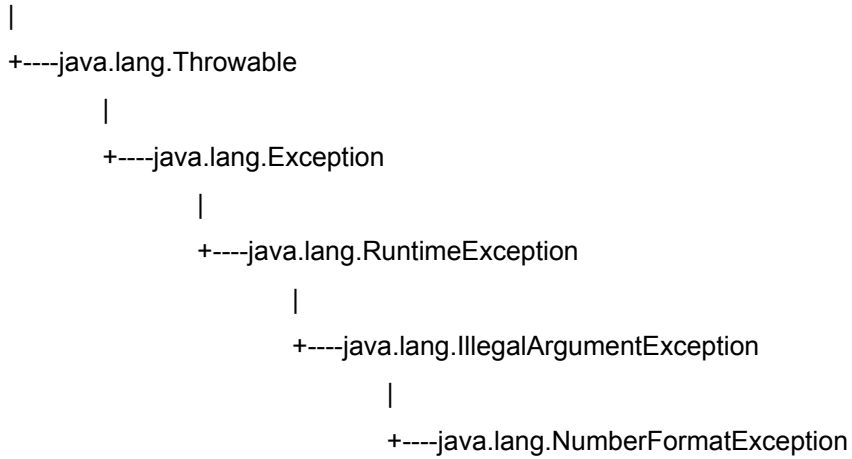 |
+----java.lang.Throwable
|
+----java.lang.Exception
|
+----java.lang.RuntimeException
|
+----java.lang.IllegalArgumentException
|
+----java.lang.NumberFormatException